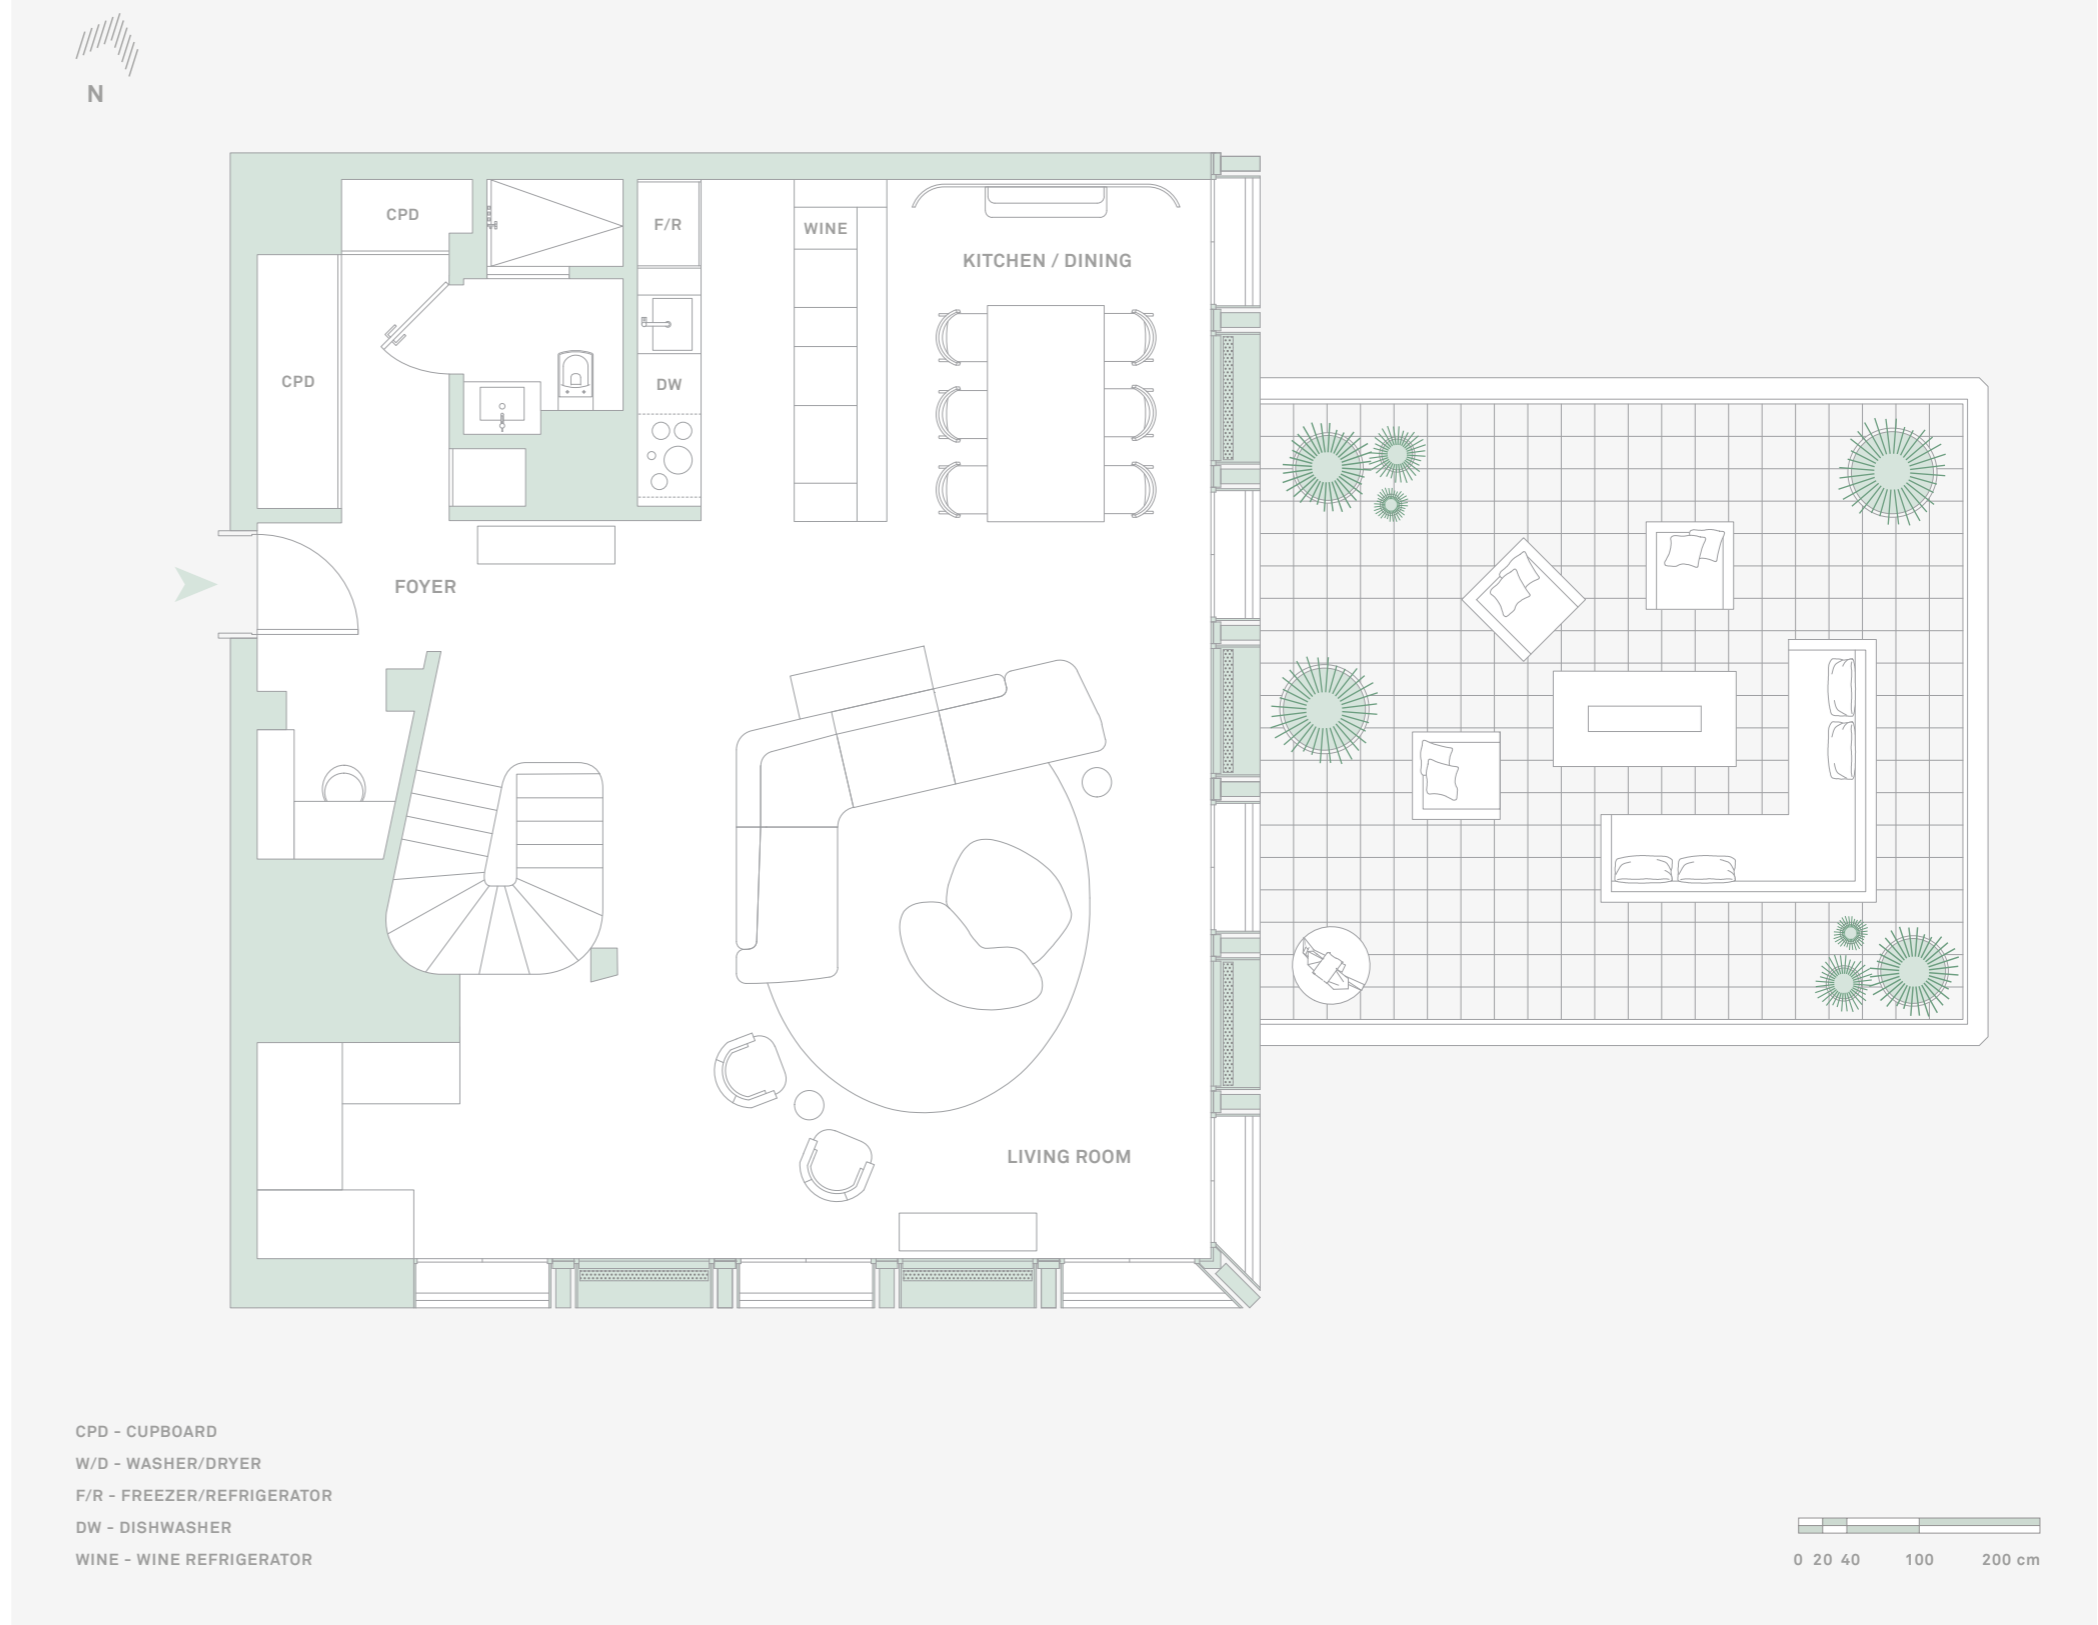 N
CPD
F/R
WINE
KITCHEN / DINING
CPD
DW
FOYER
LIVING ROOM
CPD - CUPBOARD
W/D - WASHER/DRYER
F/R - FREEZER/REFRIGERATOR
DW - DISHWASHER
WINE - WINE REFRIGERATOR
0 20 40 100 200 cm